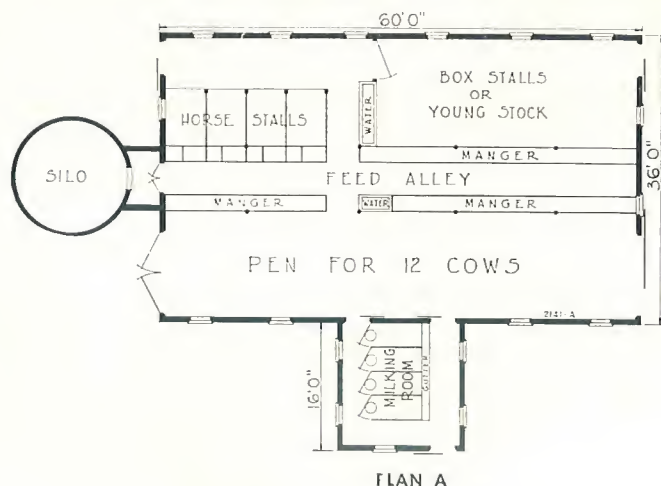 60'0"
BOX STALLS
OR
YOUNG STOCK
HORSE STALLS
WATER
MANGER
36'0"
SILO
FEED ALLEY
MANGER
WATER
MANGER
PEN FOR 12 COWS
2141-A
16'0"
MILKING
ROOM
GUTTER
PLAN A